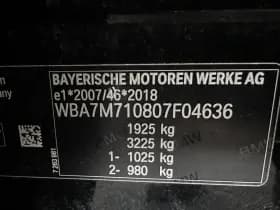 BAYERISCHE MOTOREN WERKE AG
e1*2007/46*2018
WBA7M710807F04636
1925 kg
3225 kg
1- 1025 kg
2- 980 kg
any